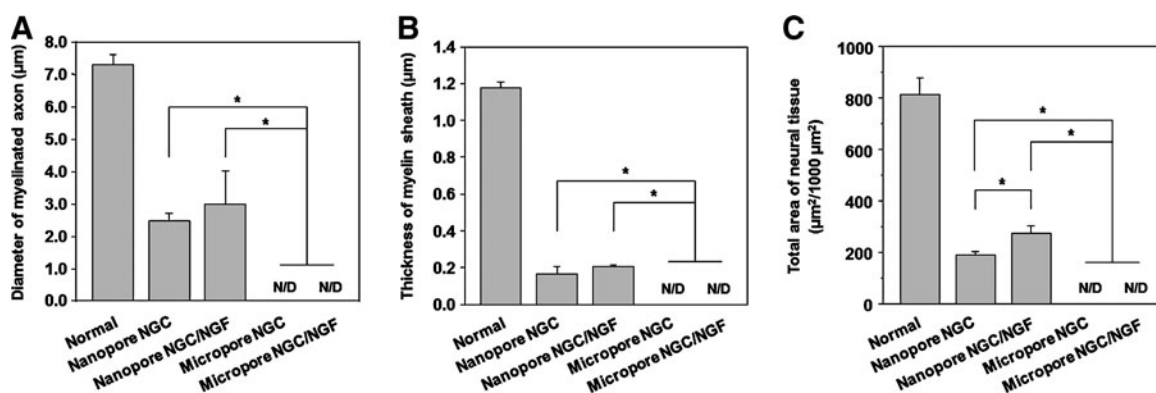 A
Diameter of myelinated axon (µm)
8.0
7.0
6.0
5.0
4.0
3.0
2.0
1.0
0.0
*
*
N/D
N/D
Normal
Nanopore NGC
Nanopore NGC/NGF
Micropore NGC
Micropore NGC/NGF
B
Thickness of myelin sheath (µm)
1.4
1.2
1.0
0.8
0.6
0.4
0.2
0.0
*
*
N/D
N/D
Normal
Nanopore NGC
Nanopore NGC/NGF
Micropore NGC
Micropore NGC/NGF
C
Total area of neural tissue
(µm²/1000 µm²)
1000
800
600
400
200
0
*
*
*
N/D
N/D
Normal
Nanopore NGC
Nanopore NGC/NGF
Micropore NGC
Micropore NGC/NGF